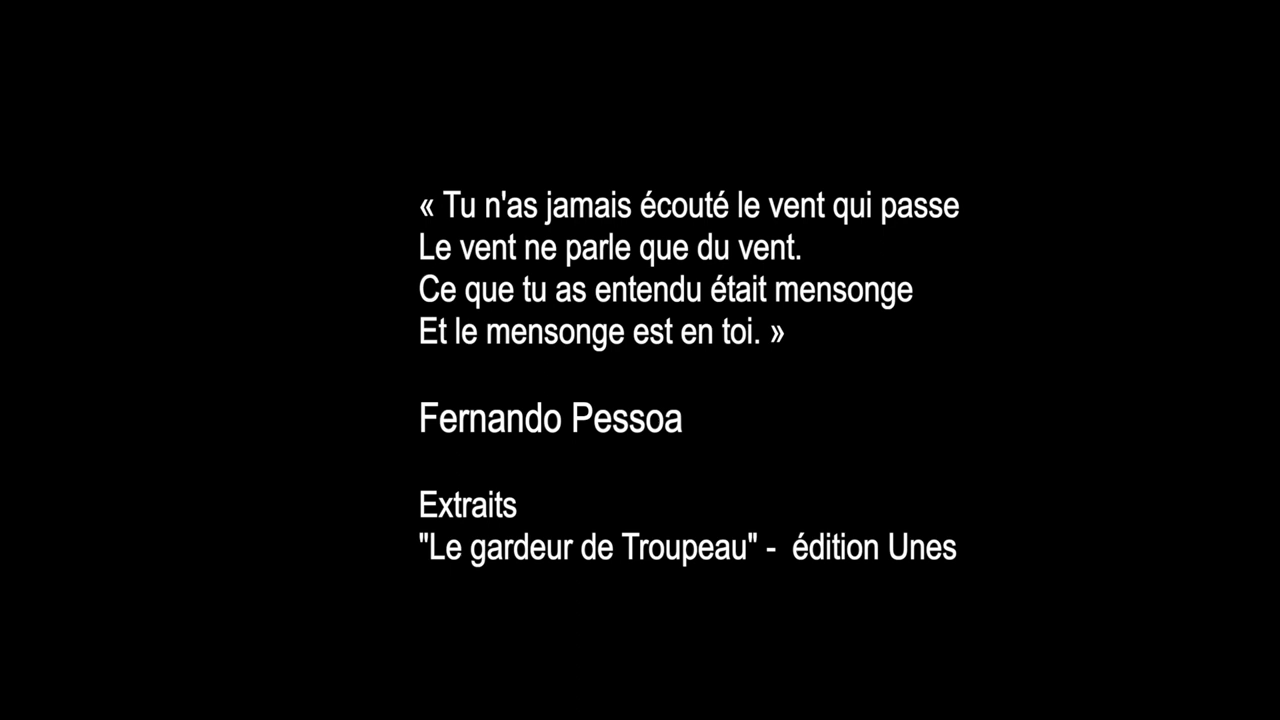 « Tu n'as jamais écouté le vent qui passe
Le vent ne parle que du vent.
Ce que tu as entendu était mensonge
Et le mensonge est en toi. »
Fernando Pessoa
Extraits
"Le gardeur de Troupeau" -  édition Unes